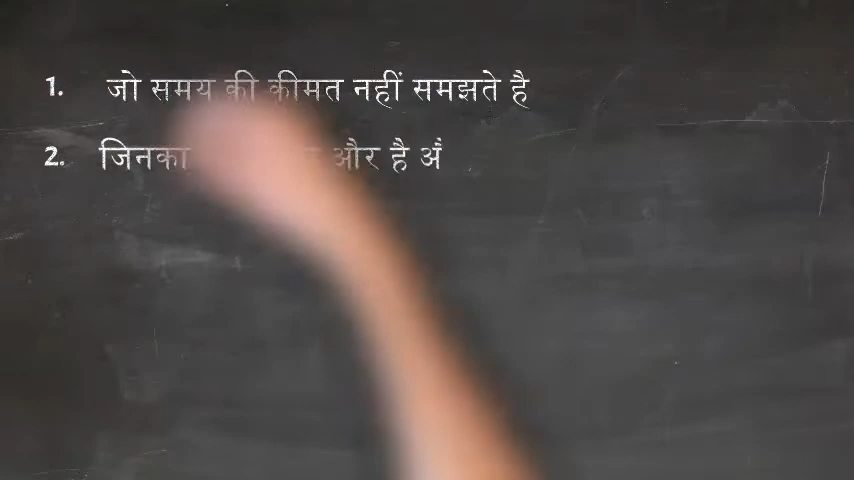 1. जो समय की कीमत नहीं समझते है
2. जिनका और है